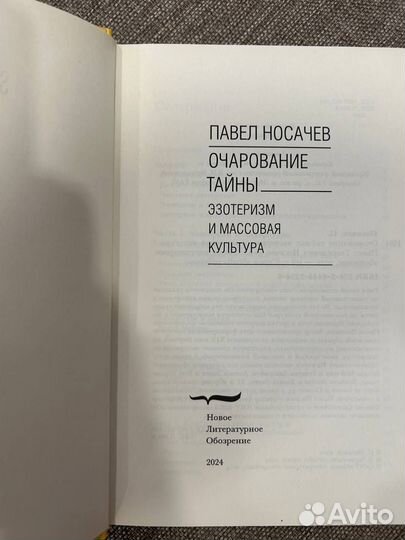 ПАВЕЛ НОСАЧЕВ
ОЧАРОВАНИЕ
ТАЙНЫ
ЭЗОТЕРИЗМ
И МАССОВАЯ
КУЛЬТУРА
Новое
Литературное
Обозрение
2024
Avito